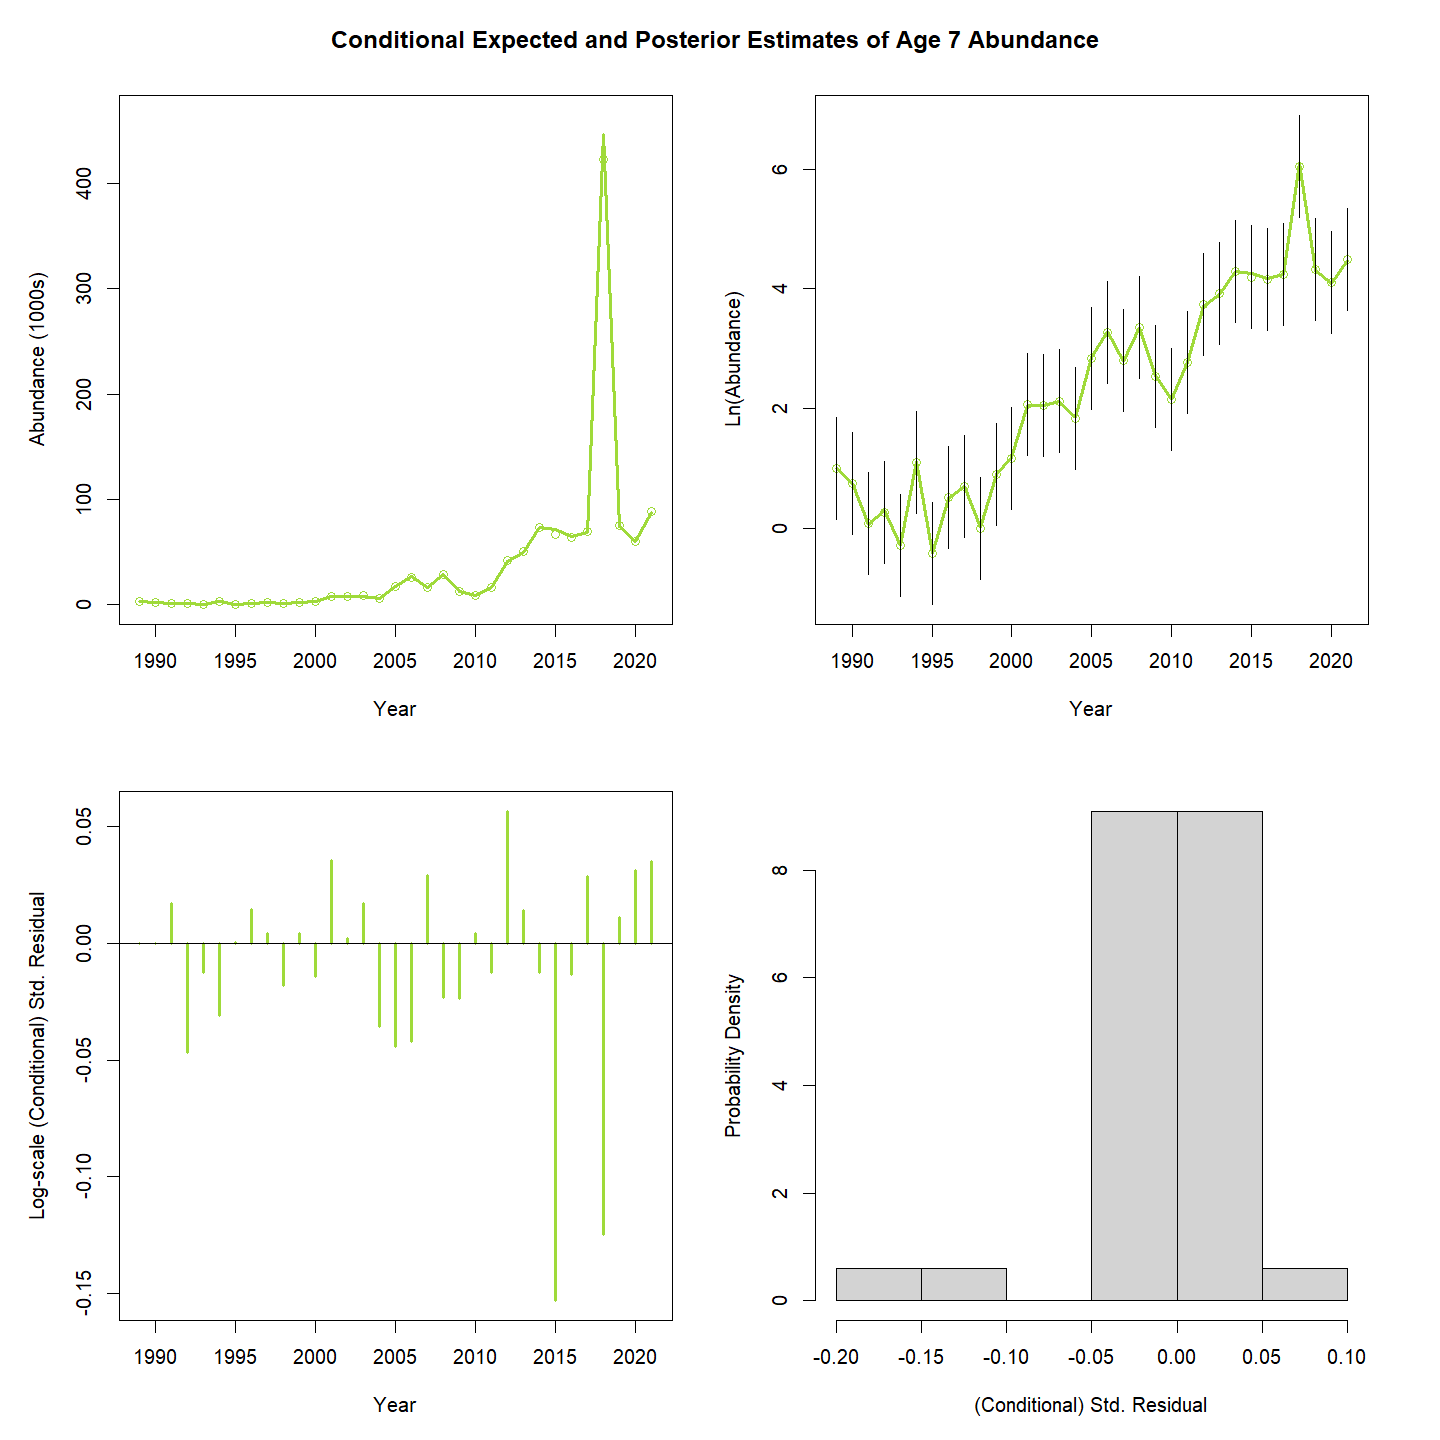 Conditional Expected and Posterior Estimates of Age 7 Abundance
Abundance (1000s)
400
300
200
100
0
1990 1995 2000 2005 2010 2015 2020
Year
Ln(Abundance)
6
4
2
0
1990 1995 2000 2005 2010 2015 2020
Year
Log-scale (Conditional) Std. Residual
0.05
0.00
-0.05
-0.10
-0.15
1990 1995 2000 2005 2010 2015 2020
Year
Probability Density
8
6
4
2
0
-0.20 -0.15 -0.10 -0.05 0.00 0.05 0.10
(Conditional) Std. Residual